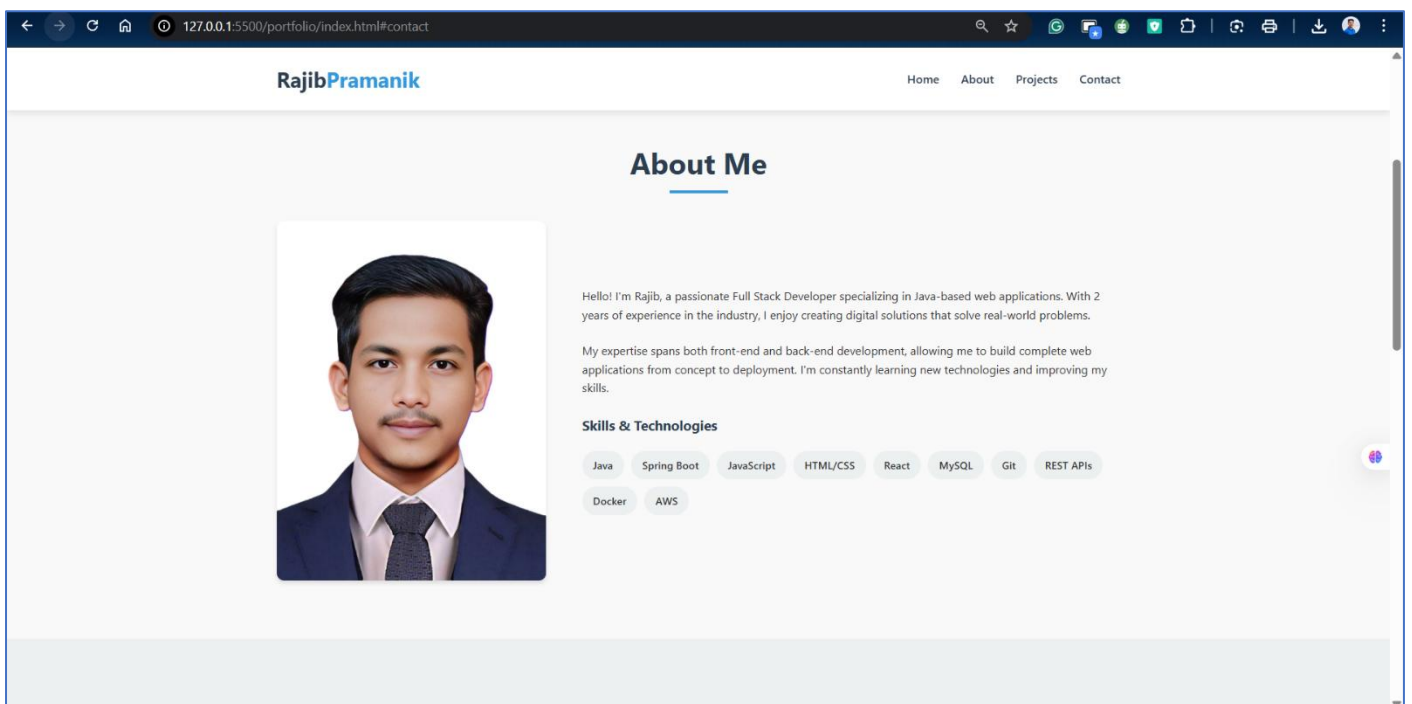 127.0.0.1:5500/portfolio/index.html#contact
RajibPramanik
Home About Projects Contact
About Me
Hello! I'm Rajib, a passionate Full Stack Developer specializing in Java-based web applications. With 2
years of experience in the industry, I enjoy creating digital solutions that solve real-world problems.
My expertise spans both front-end and back-end development, allowing me to build complete web
applications from concept to deployment. I'm constantly learning new technologies and improving my
skills.
Skills & Technologies
Java Spring Boot JavaScript HTML/CSS React MySQL Git REST APIs
Docker AWS